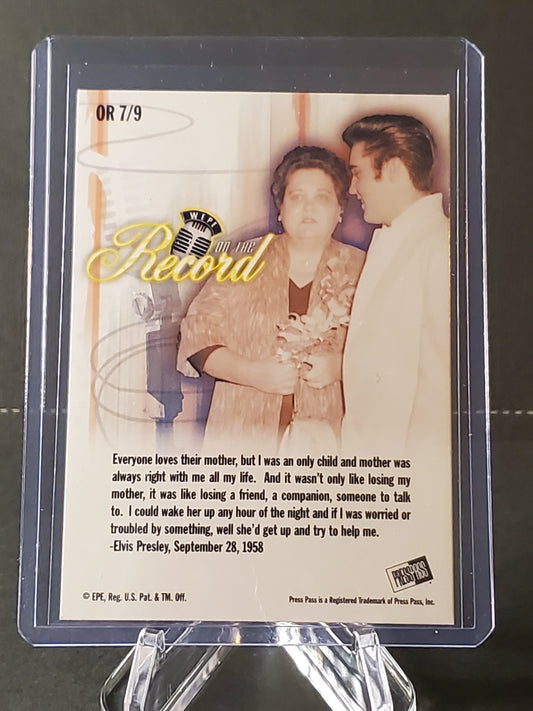 OR 7/9
W.E.P.L
ON THE
Record
Everyone loves their mother, but I was an only child and mother was
always right with me all my life. And it wasn't only like losing my
mother, it was like losing a friend, a companion, someone to talk
to. I could wake her up any hour of the night and if I was worried or
troubled by something, well she'd get up and try to help me.
-Elvis Presley, September 28, 1958
© EPE, Reg. U.S. Pat. & TM. Off.
Press Pass is a Registered Trademark of Press Pass, Inc.